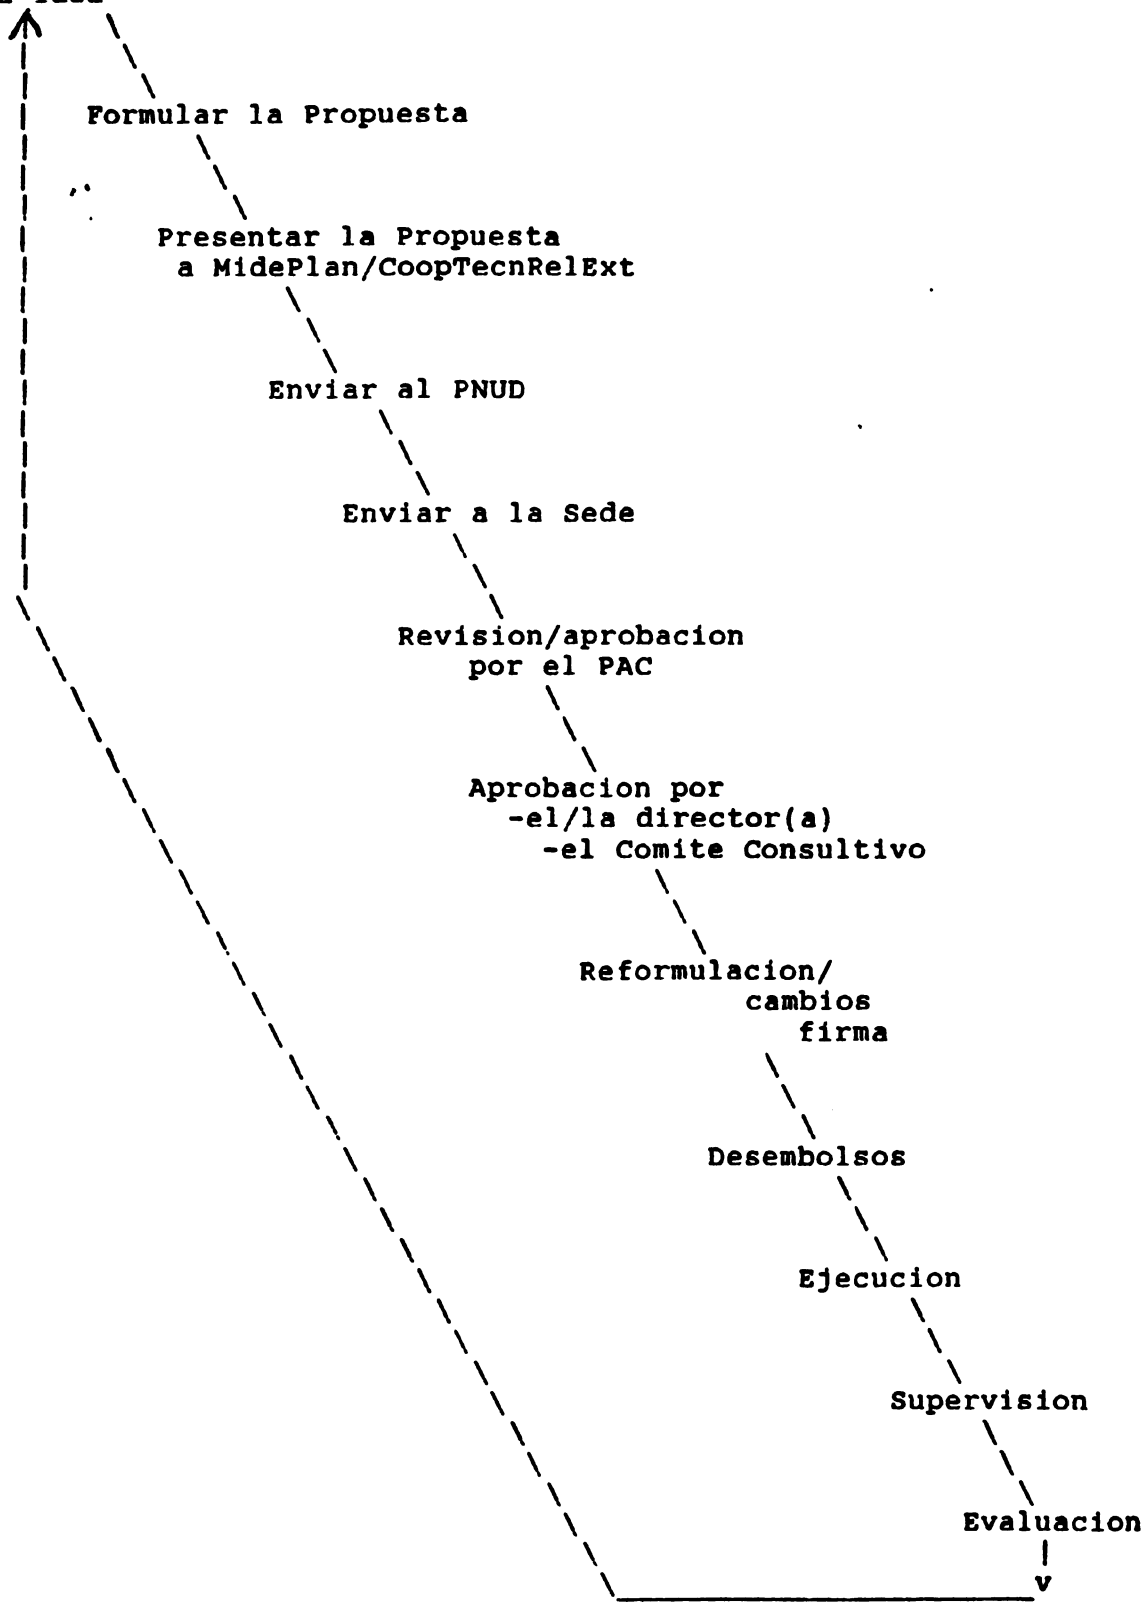 Formular la Propuesta
Presentar la Propuesta
a MidePlan/CoopTecnRelExt
Enviar al PNUD
Enviar a la Sede
Revision/aprobacion
por el PAC
Aprobacion por
-el/la director(a)
-el Comite Consultivo
Reformulacion/
cambios
firma
Desembolsos
Ejecucion
Supervision
Evaluacion
v